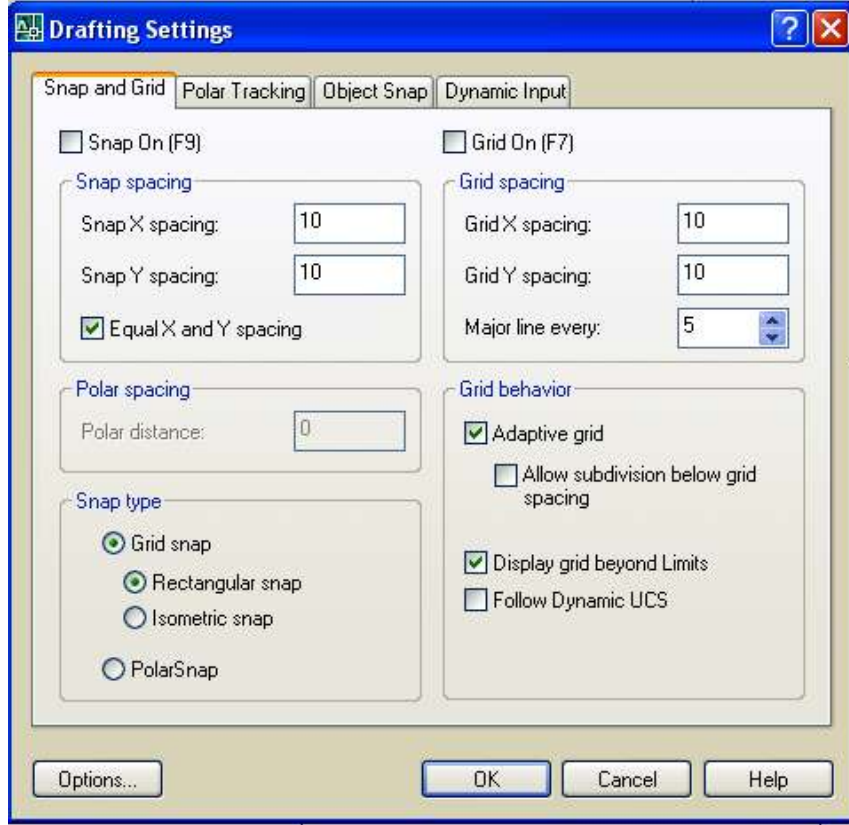 Drafting Settings
Snap and Grid
Polar Tracking
Object Snap
Dynamic Input
Snap On (F9)
Snap spacing
Snap X spacing: 10
Snap Y spacing: 10
Equal X and Y spacing
Polar spacing
Polar distance: 0
Snap type
Grid snap
Rectangular snap
Isometric snap
PolarSnap
Grid On (F7)
Grid spacing
Grid X spacing: 10
Grid Y spacing: 10
Major line every: 5
Grid behavior
Adaptive grid
Allow subdivision below grid
spacing
Display grid beyond Limits
Follow Dynamic UCS
Options...
OK
Cancel
Help